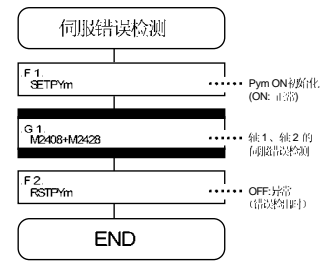 伺服错误检测
F 1.
SETPYm
Pym ON初始化
(ON: 正常)
G 1.
M2408+M2428
轴 1、轴 2 的
伺服错误检测
F 2.
RSTPYm
OFF:异常
(错误检出时)
END